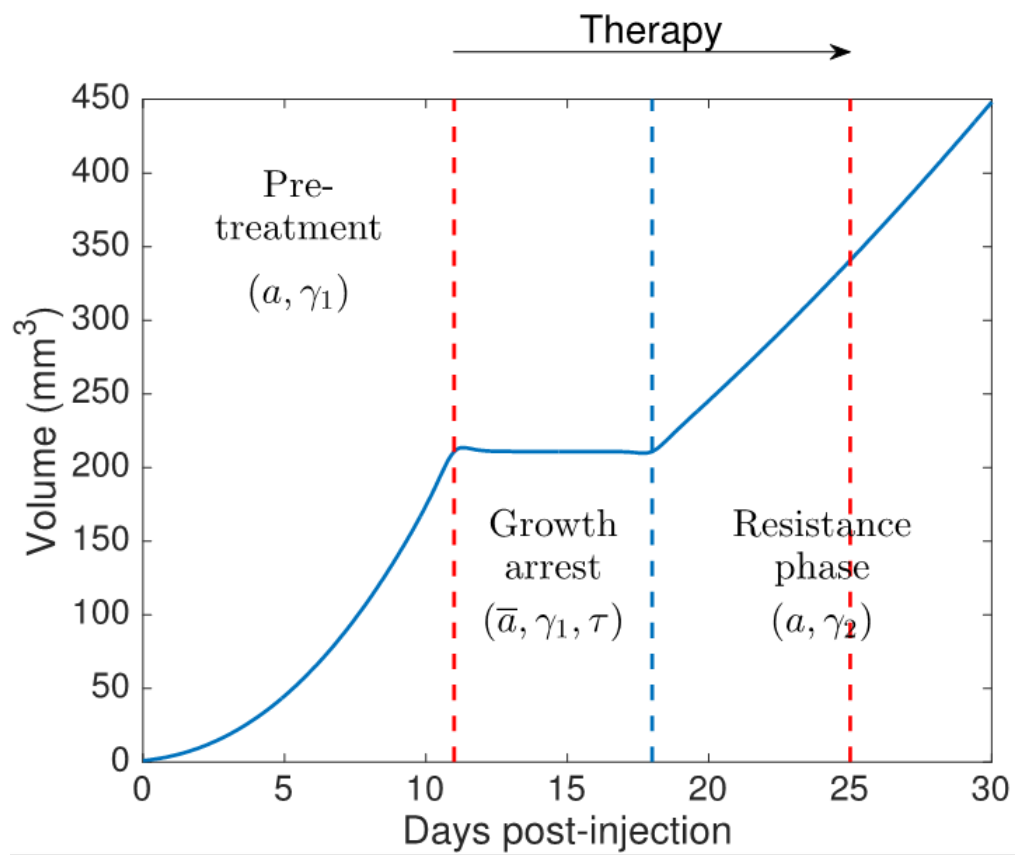 Therapy
450
400
350
300
250
200
150
100
50
0
Volume (mm³)
Pre-
treatment
(a, γ₁)
Growth
arrest
(a̅, γ₁, τ)
Resistance
phase
(a, γ₂)
0 5 10 15 20 25 30
Days post-injection